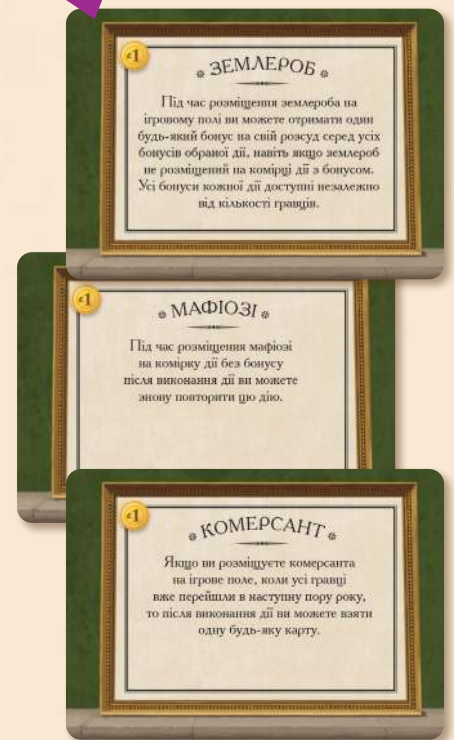 £1
ЗЕМЛЕРОБ
Під час розміщення землероба на
ігровому полі ви можете отримати один
будь-який бонус на свій розсуд серед усіх
бонусів обраної дії, навіть якщо землероб
не розміщений на комірці дії з бонусом.
Усі бонуси кожної дії доступні незалежно
від кількості гравців.
£1
МАФІОЗІ
Під час розміщення мафіозі
на комірку дії без бонусу
після виконання дії ви можете
знову повторити цю дію.
£1
КОМЕРСАНТ
Якщо ви розміщуєте комерсанта
на ігрове поле, коли усі гравці
вже перейшли в наступну пору року,
то після виконання дії ви можете взяти
одну будь-яку карту.